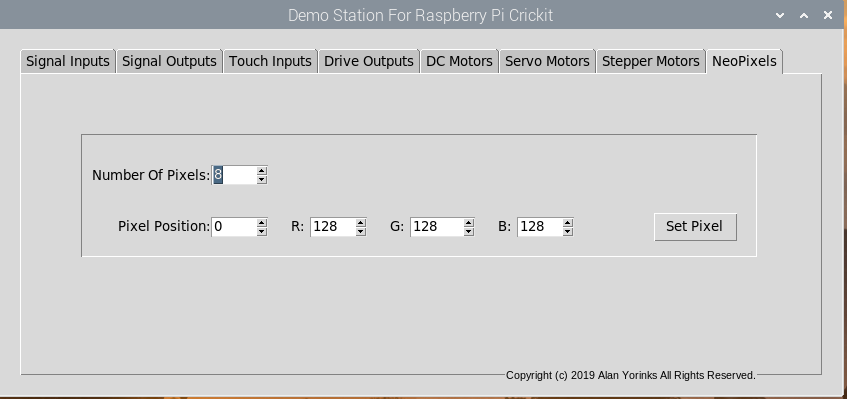 Demo Station For Raspberry Pi Crickit
Signal Inputs Signal Outputs Touch Inputs Drive Outputs DC Motors Servo Motors Stepper Motors NeoPixels
Number Of Pixels: 8
Pixel Position: 0 R: 128 G: 128 B: 128 Set Pixel
Copyright (c) 2019 Alan Yorinks All Rights Reserved.